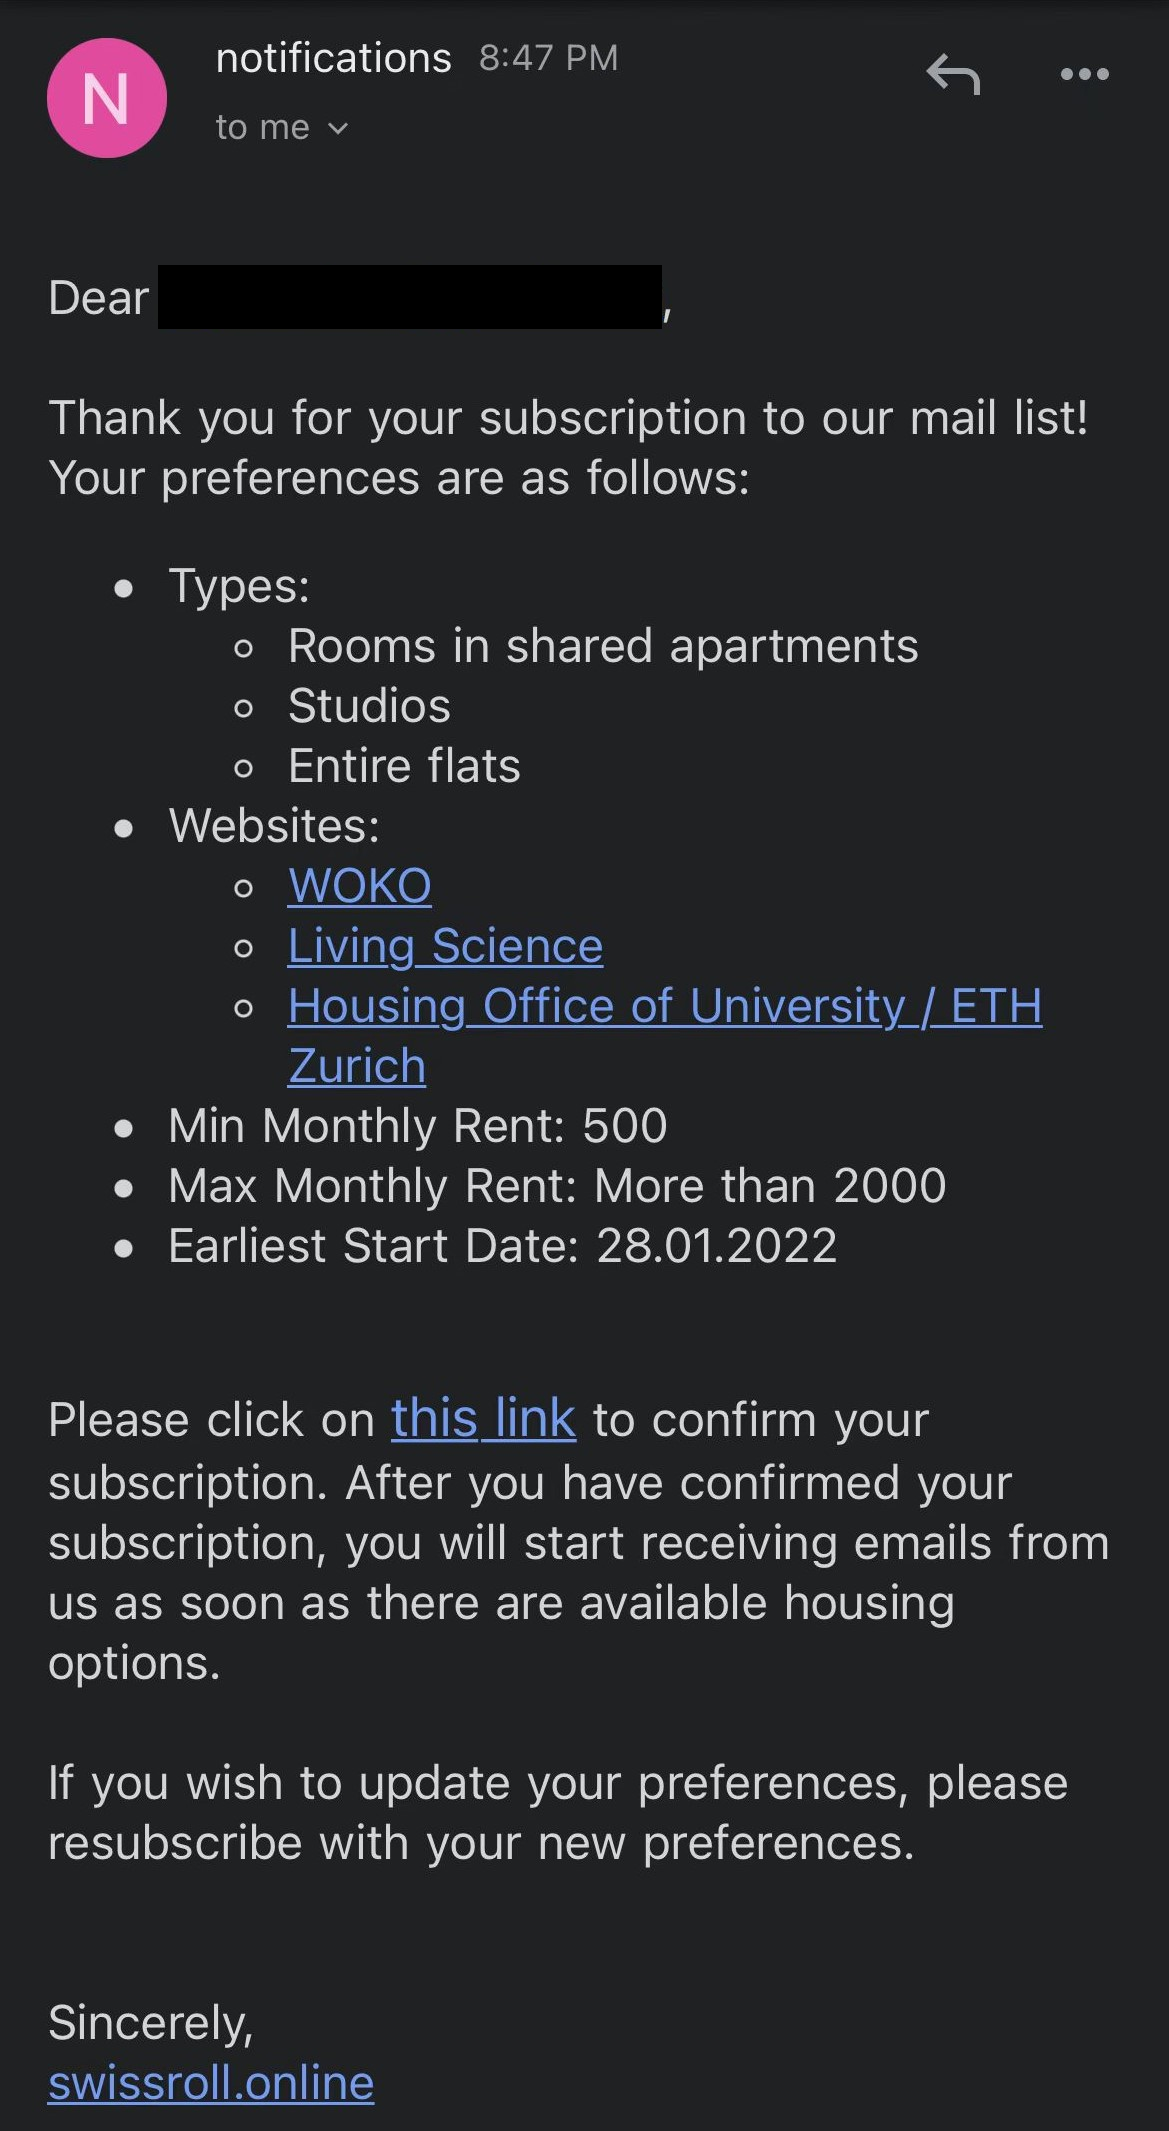 N
notifications 8:47 PM
to me
Dear ,
Thank you for your subscription to our mail list!
Your preferences are as follows:
Types:
Rooms in shared apartments
Studios
Entire flats
Websites:
WOKO
Living Science
Housing Office of University / ETH
Zurich
Min Monthly Rent: 500
Max Monthly Rent: More than 2000
Earliest Start Date: 28.01.2022
Please click on this link to confirm your
subscription. After you have confirmed your
subscription, you will start receiving emails from
us as soon as there are available housing
options.
If you wish to update your preferences, please
resubscribe with your new preferences.
Sincerely,
swissroll.online